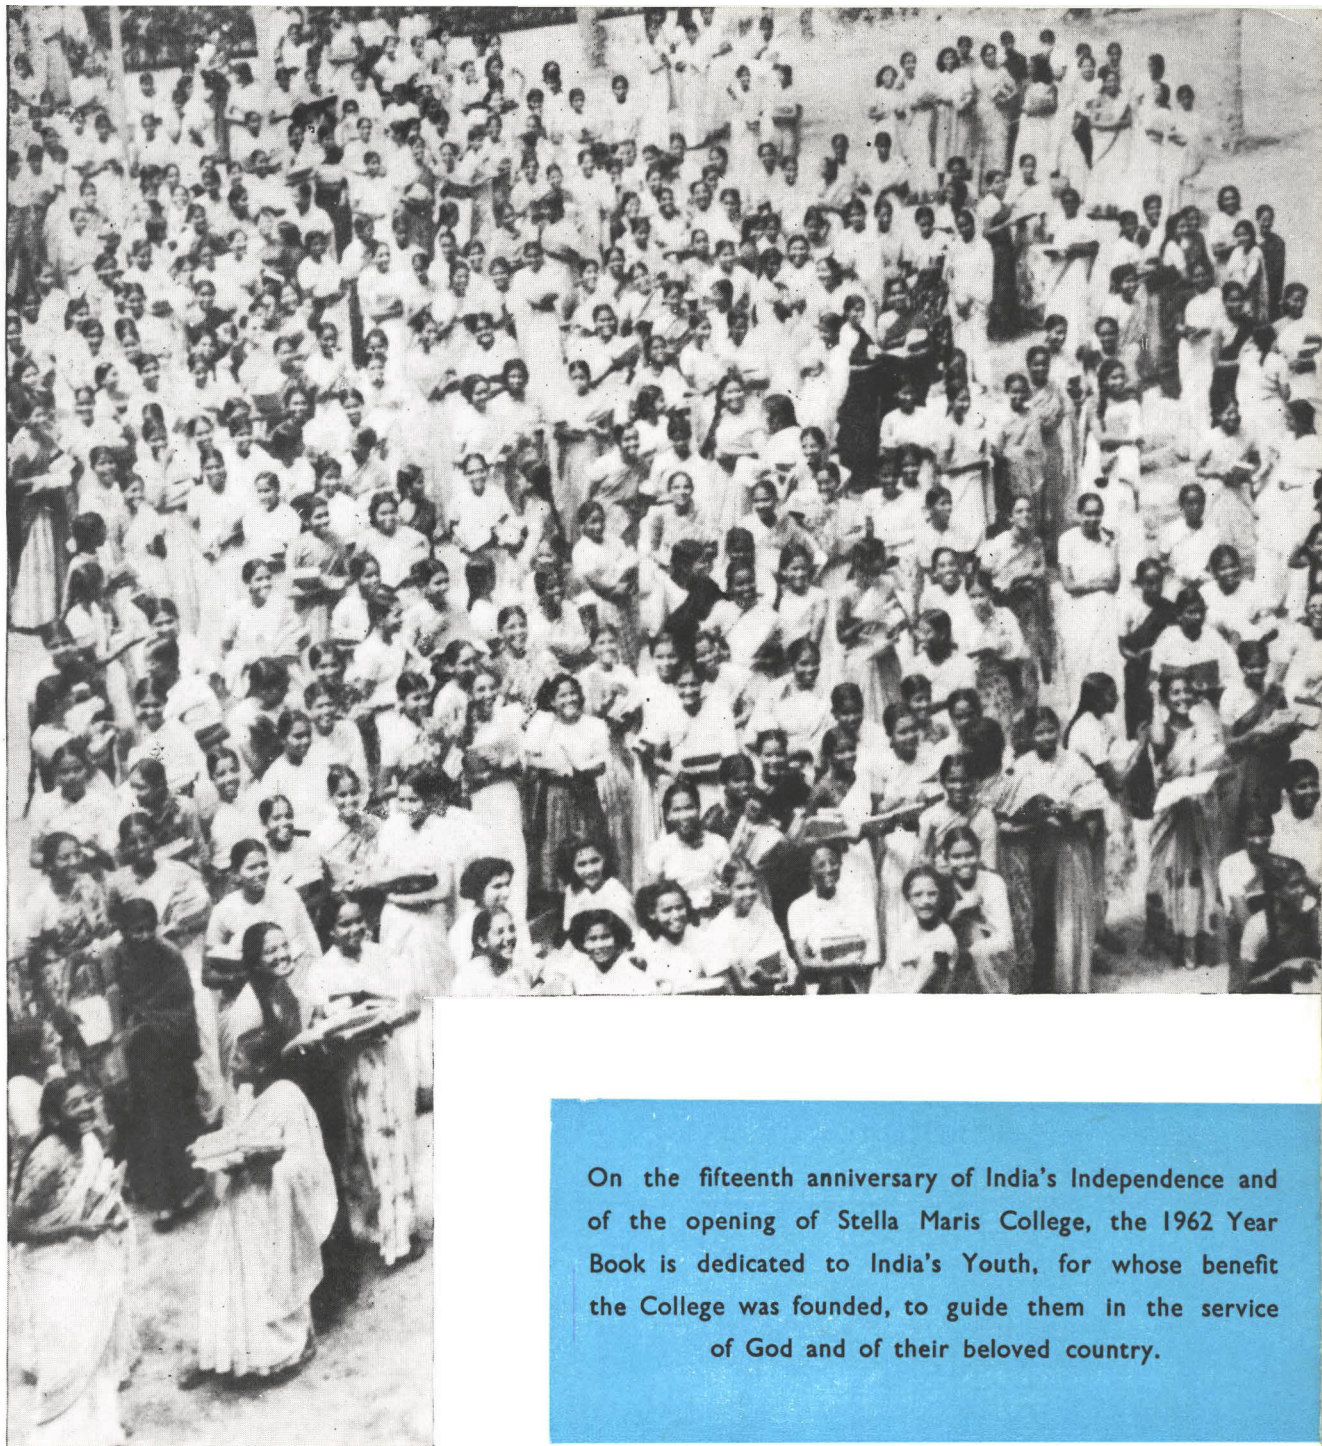 On the fifteenth anniversary of India's Independence and
of the opening of Stella Maris College, the 1962 Year
Book is dedicated to India's Youth, for whose benefit
the College was founded, to guide them in the service
of God and of their beloved country.